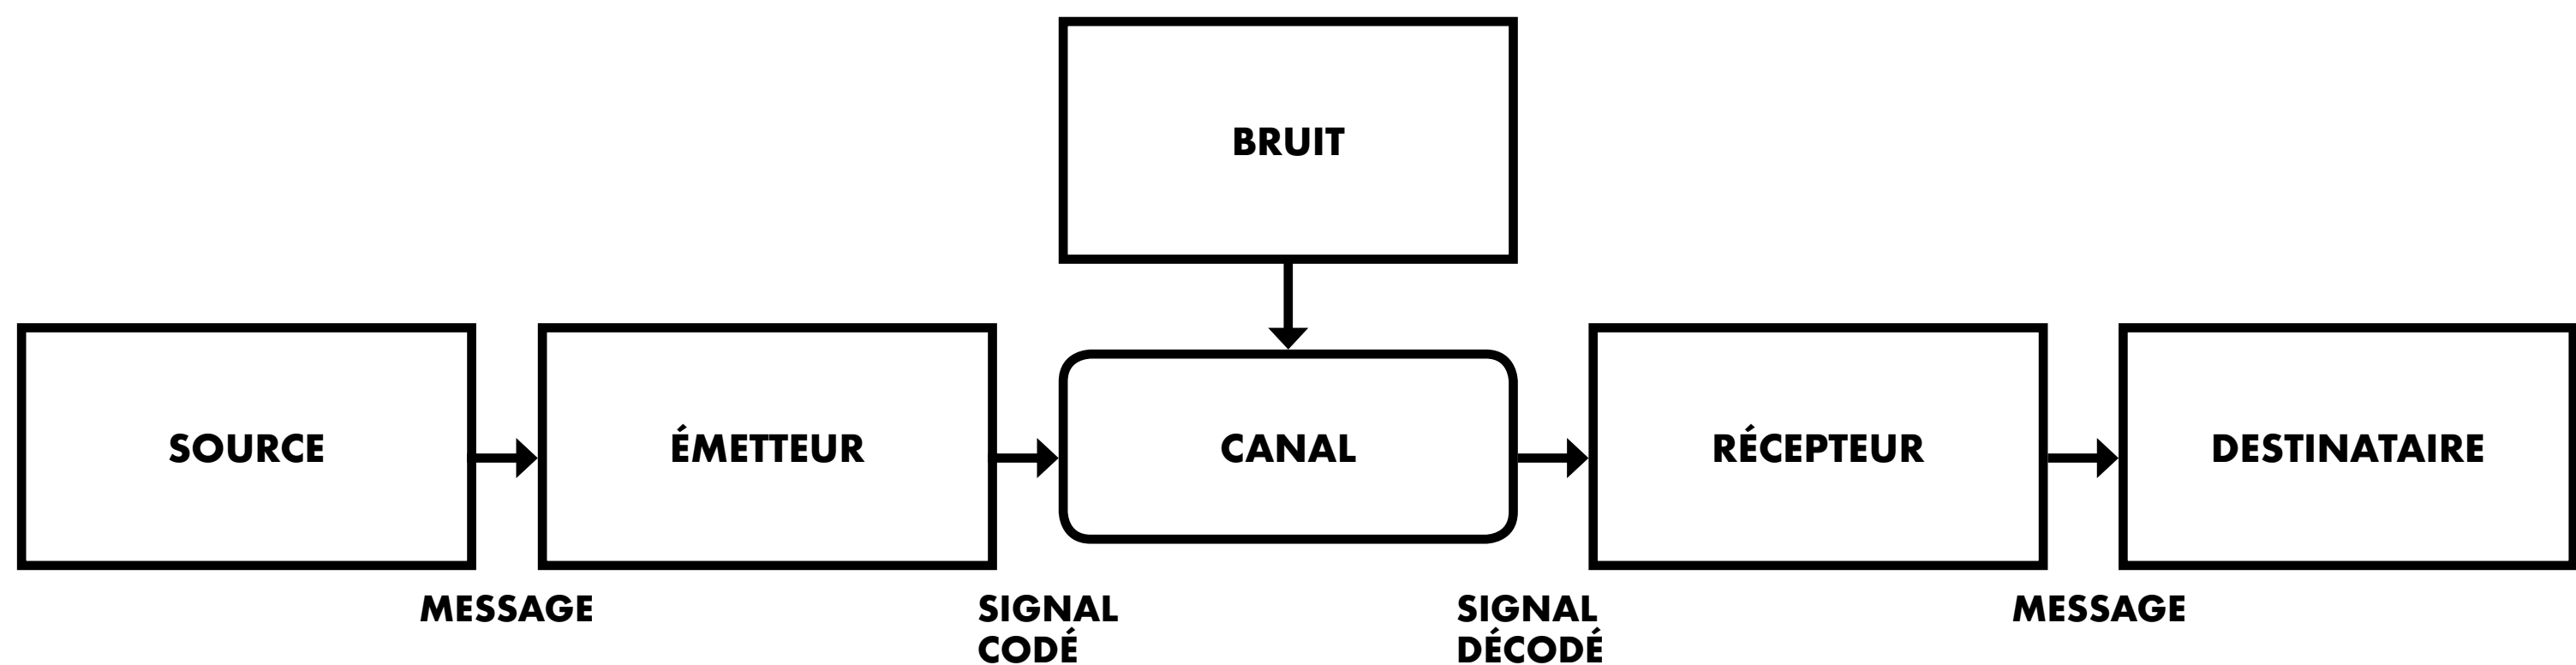 BRUIT
SOURCE
ÉMETTEUR
CANAL
RÉCEPTEUR
DESTINATAIRE
MESSAGE
SIGNAL
CODÉ
SIGNAL
DÉCODÉ
MESSAGE